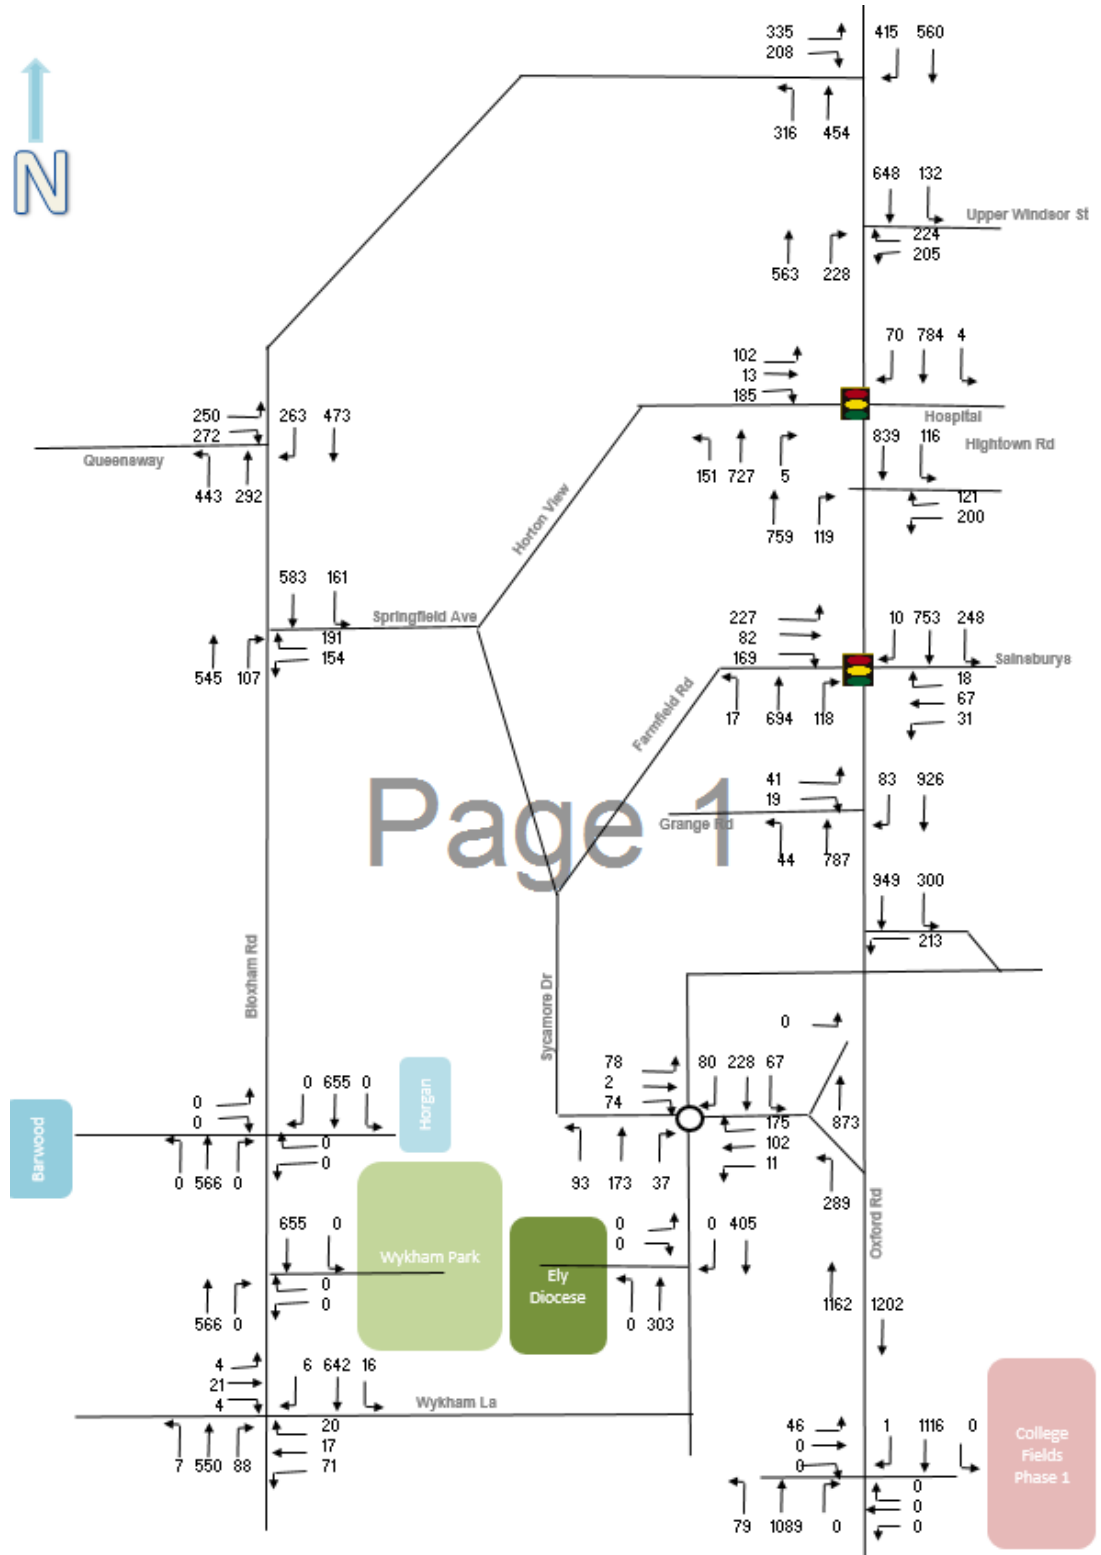 335 415 560
208
316 454
N
648 132
Upper Windsor St
224
205
563 228
70 784 4
102
13
185
Hospital
250 263 473
272
Queensway
443 292
839 116
Hightown Rd
151 727 5
121
200
759 119
Horton View
583 161
Springfield Ave
191
154
545 107
227 10 753 248
82
169
Sainsburys
18
67
31
17 694 118
Farmfield Rd
41 83 926
19
Grange Rd
44 787
Page 1
949 300
213
Bloxham Rd
Sycamore Dr
0
78 80 228 67
2
74
175
102
11
873
93 173 37
289
Oxford Rd
0 655 0
0
0
Horgan
Barwood
0
0
0 566 0
655 0
Wykham Park
0
0
566 0
Ely
Diocese
0 0 405
0
0 303
1162 1202
4 6 642 16
21
4
Wykham La
20
17
71
7 550 88
46 1 1116 0
0
0
College
Fields
Phase 1
0
0
0
79 1089 0